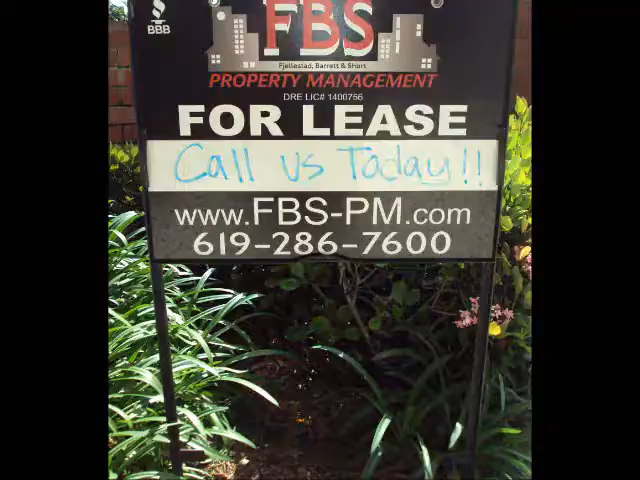 BBB
FBS
Fjellestad, Barrett & Short
PROPERTY MANAGEMENT
DRE LIC# 1400756
FOR LEASE
Call us Today!!
www.FBS-PM.com
619-286-7600